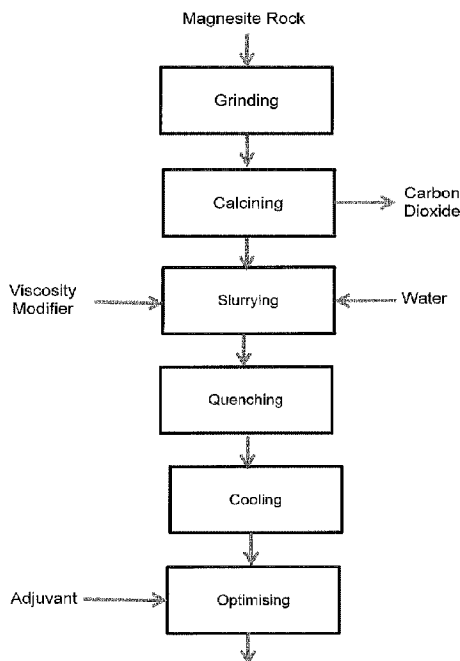 Magnesite Rock
Grinding
Calcining
Carbon
Dioxide
Viscosity
Modifier
Slurrying
Water
Quenching
Cooling
Adjuvant
Optimising